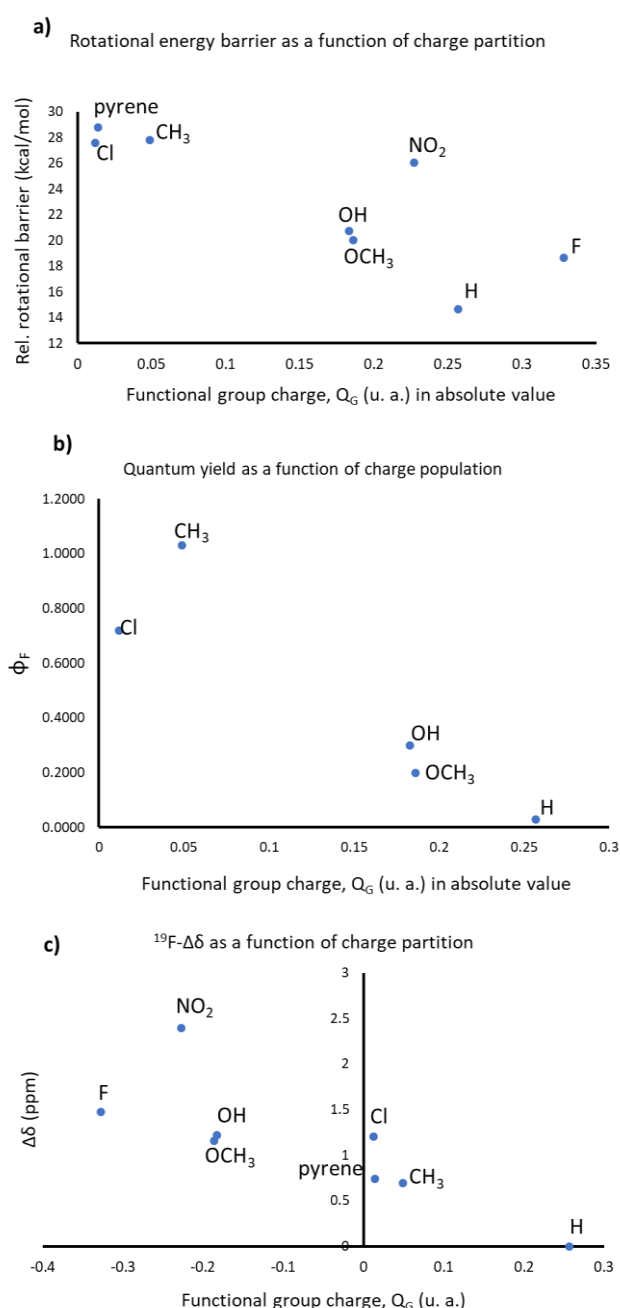 a)
Rotational energy barrier as a function of charge partition
Rel. rotational barrier (kcal/mol)
30
28
26
24
22
20
18
16
14
12
pyrene
Cl
CH₃
NO₂
OH
OCH₃
F
H
0 0.05 0.1 0.15 0.2 0.25 0.3 0.35
Functional group charge, Q_G (u. a.) in absolute value
b)
Quantum yield as a function of charge population
ϕ_F
1.2000
1.0000
0.8000
0.6000
0.4000
0.2000
0.0000
CH₃
Cl
OH
OCH₃
H
0 0.05 0.1 0.15 0.2 0.25 0.3
Functional group charge, Q_G (u. a.) in absolute value
c)
¹⁹F-Δδ as a function of charge partition
Δδ (ppm)
3
2.5
2
1.5
1
0.5
0
NO₂
F
OH
OCH₃
Cl
pyrene
CH₃
H
-0.4 -0.3 -0.2 -0.1 0 0.1 0.2 0.3
Functional group charge, Q_G (u. a.)